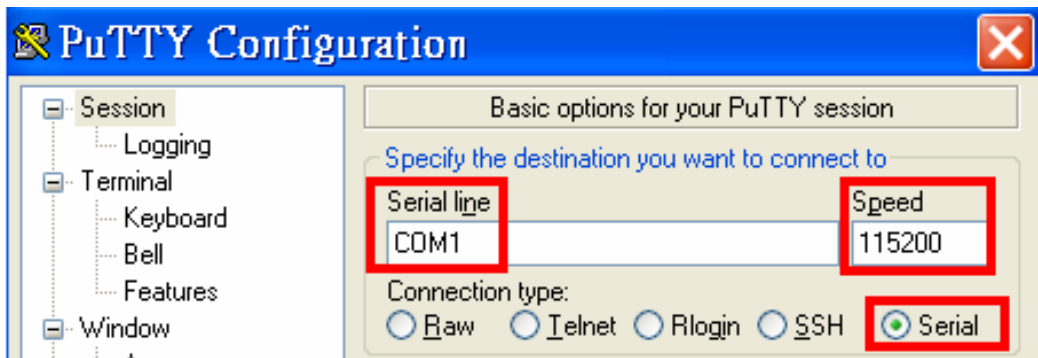 PuTTY Configuration
Session
Logging
Terminal
Keyboard
Bell
Features
Window
Basic options for your PuTTY session
Specify the destination you want to connect to
Serial line
Speed
COM1
115200
Connection type:
Raw
Telnet
Rlogin
SSH
Serial